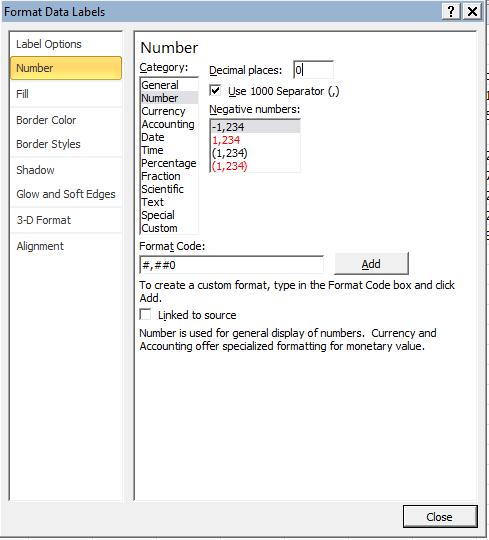 Format Data Labels
? X
Label Options
Number
Fill
Border Color
Border Styles
Shadow
Glow and Soft Edges
3-D Format
Alignment
Number
Category:
General
Number
Currency
Accounting
Date
Time
Percentage
Fraction
Scientific
Text
Special
Custom
Decimal places: 0
Use 1000 Separator (,)
Negative numbers:
-1,234
1,234
(1,234)
(1,234)
Format Code:
#,##0
Add
To create a custom format, type in the Format Code box and click
Add.
Linked to source
Number is used for general display of numbers.  Currency and
Accounting offer specialized formatting for monetary value.
Close